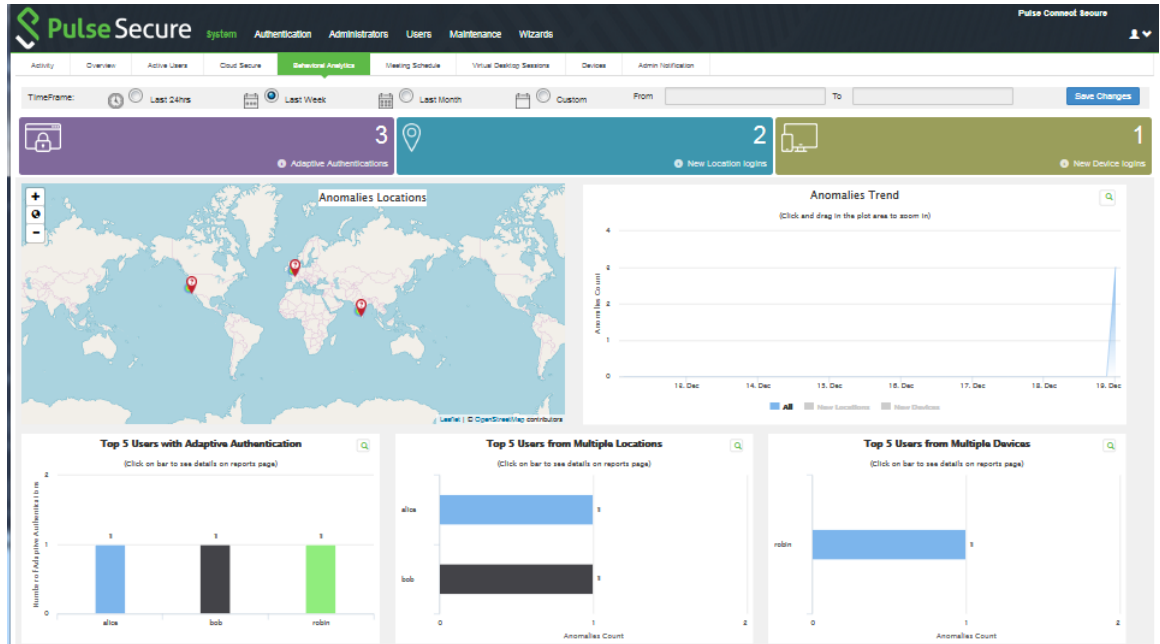 Pulse Connect Secure
Pulse Secure
System Authentication Administrators Users Maintenance Wizards
Activity Overview Active Users Cloud Secure Behavioral Analytics Meeting Schedule Virtual Desktop Sessions Devices Admin Notification
TimeFrame: Last 24hrs Last Week Last Month Custom From To Save Changes
3
Adaptive Authentications
2
New Location logins
1
New Device logins
+
−
Anomalies Locations
Leaflet | © OpenStreetMap contributors
Anomalies Trend
(Click and drag in the plot area to zoom in)
Anomalies Count
4
3
2
1
0
13. Dec 14. Dec 15. Dec 16. Dec 17. Dec 18. Dec 19. Dec
All New Locations New Devices
Top 5 Users with Adaptive Authentication
(Click on bar to see details on reports page)
Number of Adaptive Authentications
2
1
0
1 1 1
alice bob robin
Top 5 Users from Multiple Locations
(Click on bar to see details on reports page)
alice 1
bob 1
0 1 2
Anomalies Count
Top 5 Users from Multiple Devices
(Click on bar to see details on reports page)
robin 1
0 1 2
Anomalies Count